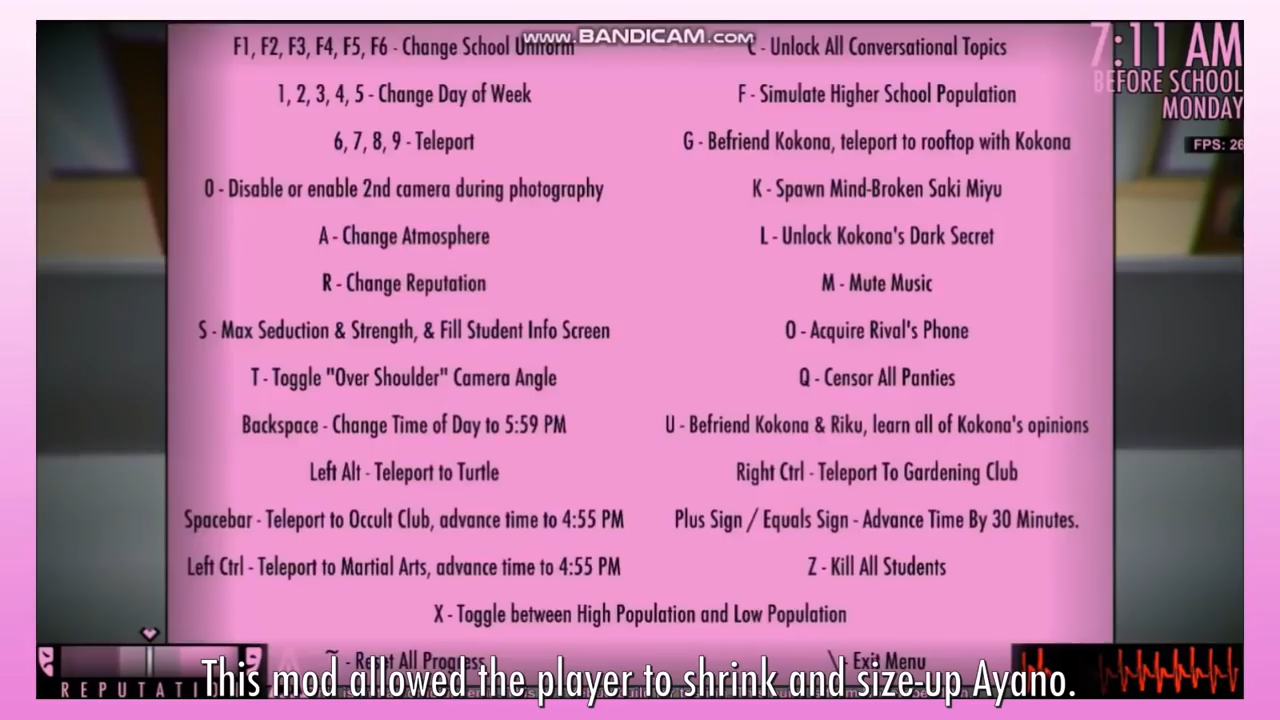 www.BANDICAM.com
F1, F2, F3, F4, F5, F6 - Change School Uniform
1, 2, 3, 4, 5 - Change Day of Week
6, 7, 8, 9 - Teleport
0 - Disable or enable 2nd camera during photography
A - Change Atmosphere
R - Change Reputation
S - Max Seduction & Strength, & Fill Student Info Screen
T - Toggle "Over Shoulder" Camera Angle
Backspace - Change Time of Day to 5:59 PM
Left Alt - Teleport to Turtle
Spacebar - Teleport to Occult Club, advance time to 4:55 PM
Left Ctrl - Teleport to Martial Arts, advance time to 4:55 PM
C - Unlock All Conversational Topics
F - Simulate Higher School Population
G - Befriend Kokona, teleport to rooftop with Kokona
K - Spawn Mind-Broken Saki Miyu
L - Unlock Kokona's Dark Secret
M - Mute Music
O - Acquire Rival's Phone
Q - Censor All Panties
U - Befriend Kokona & Riku, learn all of Kokona's opinions
Right Ctrl - Teleport To Gardening Club
Plus Sign / Equals Sign - Advance Time By 30 Minutes.
Z - Kill All Students
X - Toggle between High Population and Low Population
~ - Reset All Progress
\ - Exit Menu
7:11 AM
BEFORE SCHOOL
MONDAY
FPS: 26
REPUTATI
This mod allowed the player to shrink and size-up Ayano.